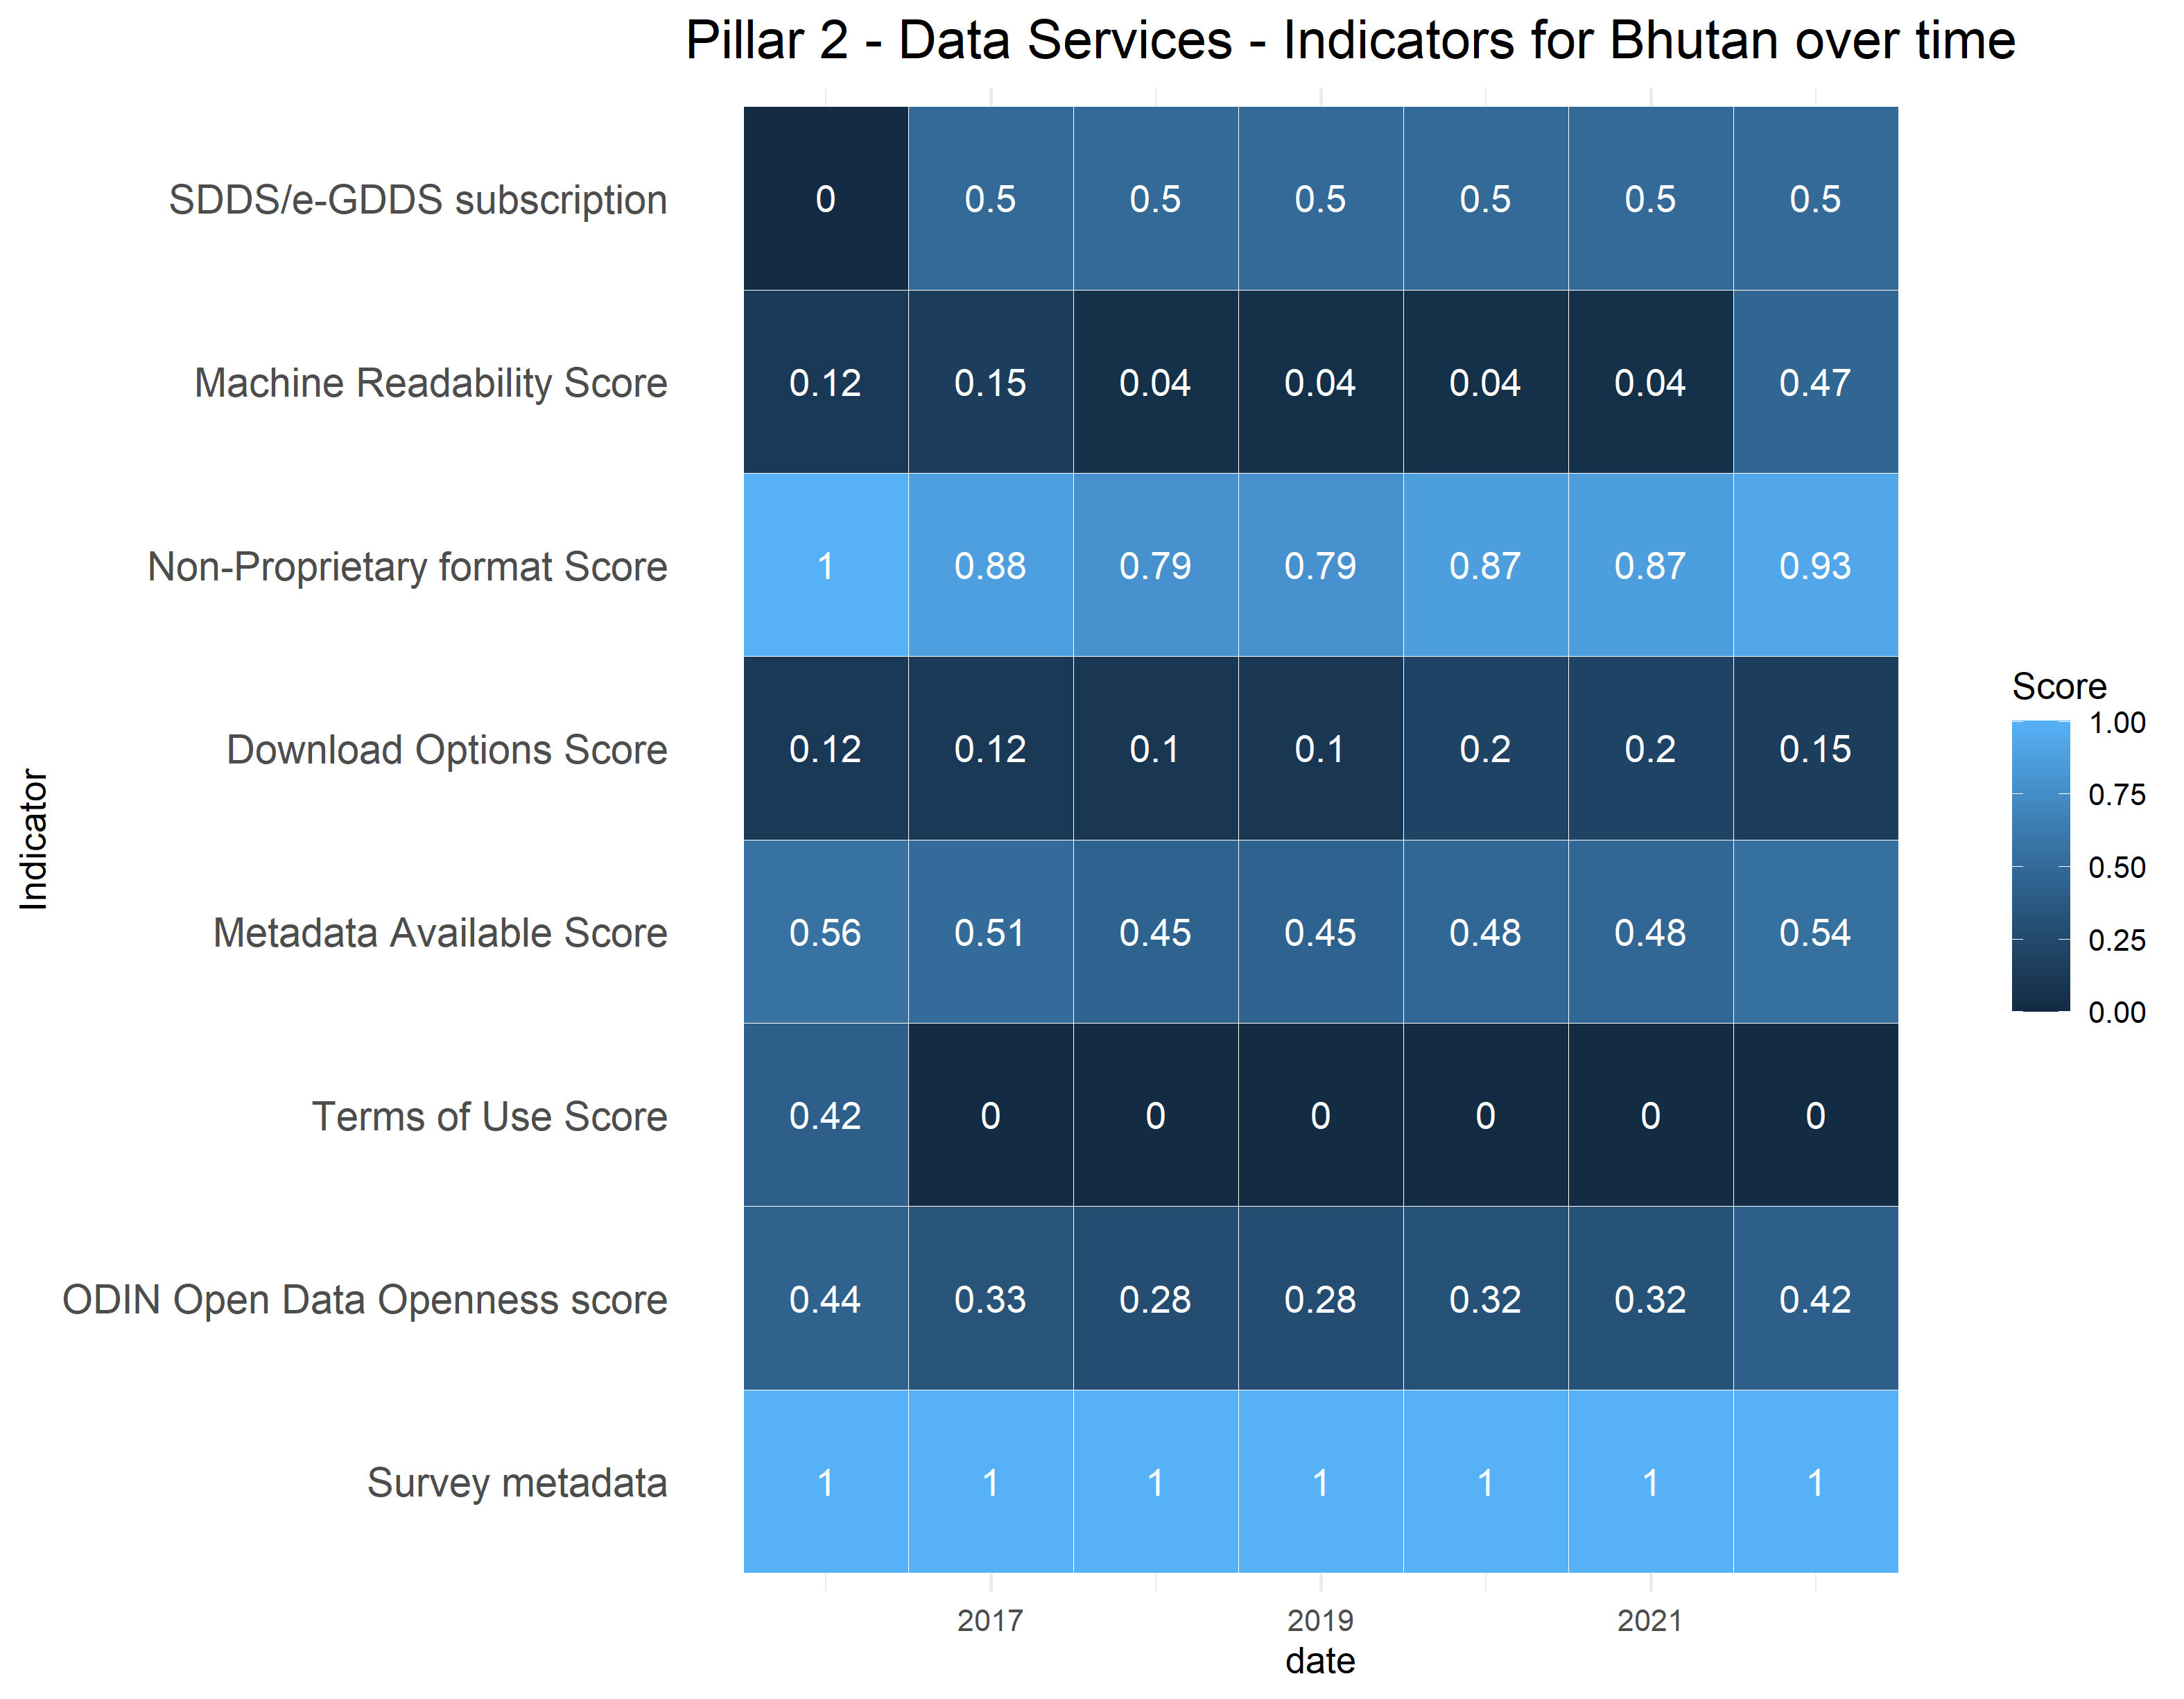 Pillar 2 - Data Services - Indicators for Bhutan over time
SDDS/e-GDDS subscription 0 0.5 0.5 0.5 0.5 0.5 0.5
Machine Readability Score 0.12 0.15 0.04 0.04 0.04 0.04 0.47
Non-Proprietary format Score 1 0.88 0.79 0.79 0.87 0.87 0.93
Download Options Score 0.12 0.12 0.1 0.1 0.2 0.2 0.15
Metadata Available Score 0.56 0.51 0.45 0.45 0.48 0.48 0.54
Terms of Use Score 0.42 0 0 0 0 0 0
ODIN Open Data Openness score 0.44 0.33 0.28 0.28 0.32 0.32 0.42
Survey metadata 1 1 1 1 1 1 1
2017 2019 2021
date
Indicator
Score
1.00
0.75
0.50
0.25
0.00